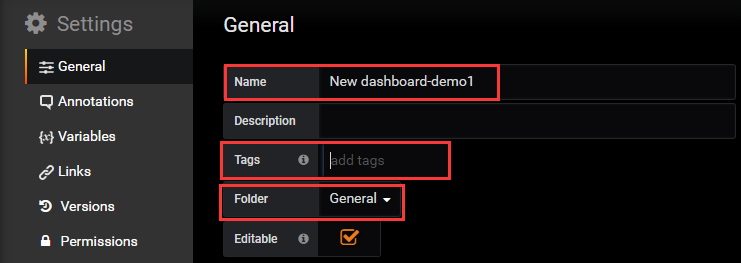 Settings
General
Annotations
{x} Variables
Links
Versions
Permissions
General
Name New dashboard-demo1
Description
Tags add tags
Folder General
Editable